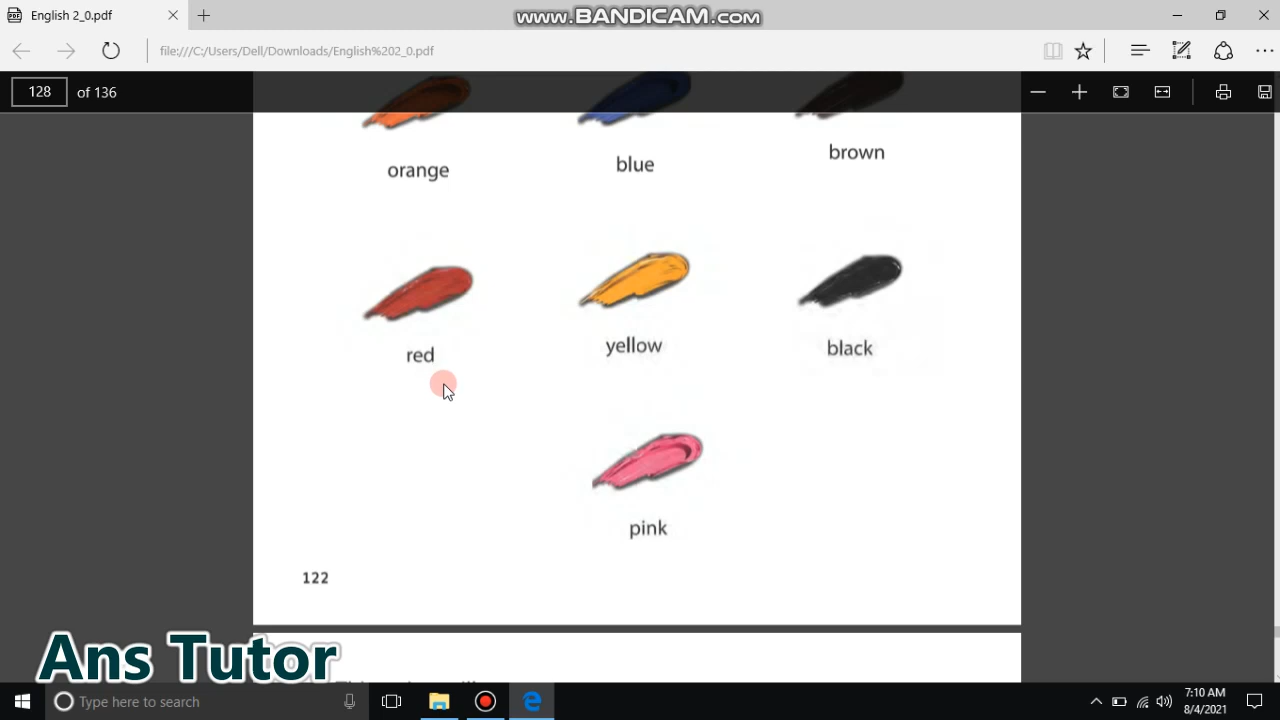 English 2_0.pdf
www.BANDICAM.com
file:///C:/Users/Dell/Downloads/English%202_0.pdf
128 of 136
orange
blue
brown
red
yellow
black
pink
122
Ans Tutor
Type here to search
7:10 AM
8/4/2021